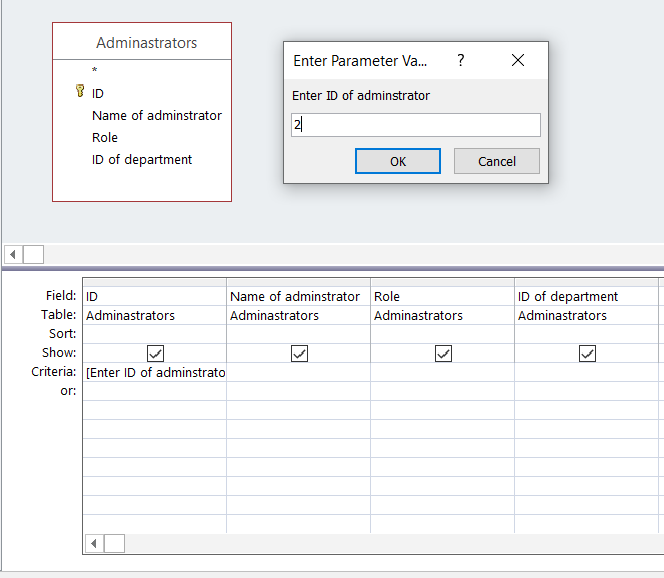 Adminastrators
*
ID
Name of adminstrator
Role
ID of department
Enter Parameter Va... ?
Enter ID of adminstrator
2
OK Cancel
Field: ID Name of adminstrator Role ID of department
Table: Adminastrators Adminastrators Adminastrators Adminastrators
Sort:
Show:
Criteria: [Enter ID of adminstrato
or: